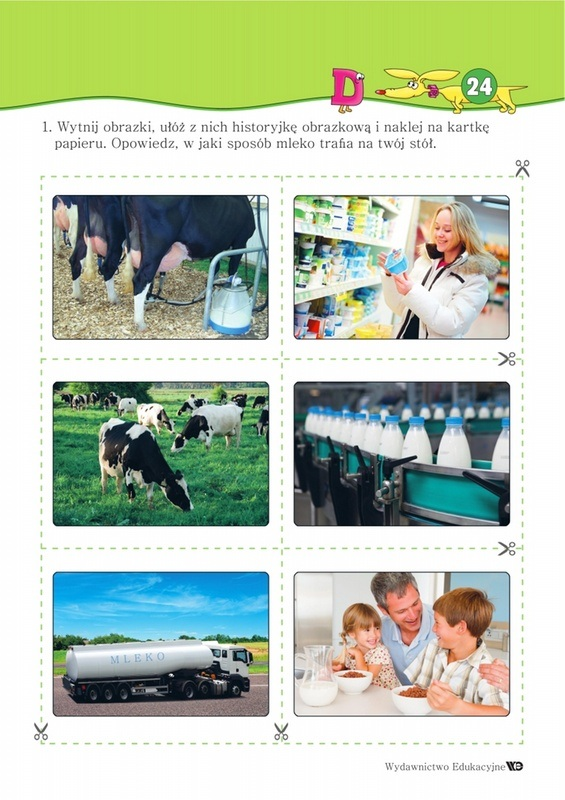 D
24
1. Wytnij obrazki, ułóż z nich historyjkę obrazkową i naklej na kartkę
papieru. Opowiedz, w jaki sposób mleko trafia na twój stół.
MLEKO
Wydawnictwo Edukacyjne WE